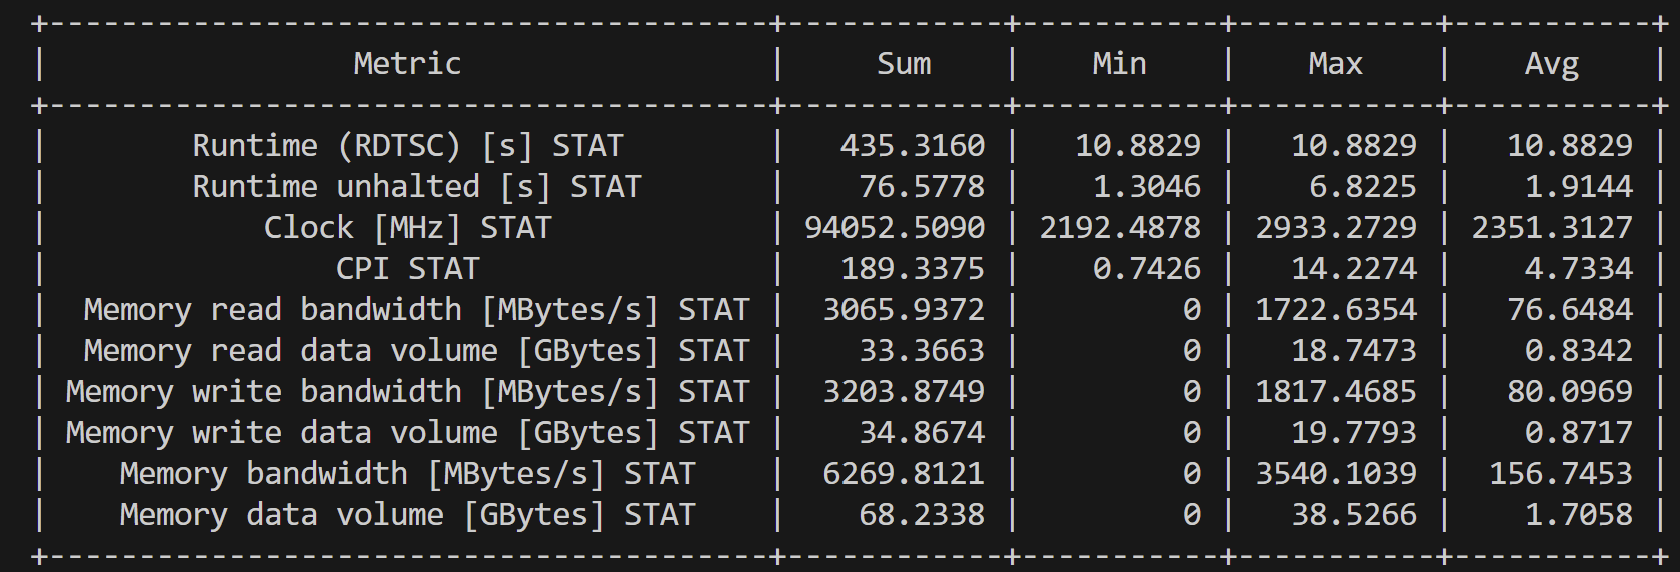 +----------------------------------------+------------+-----------+-----------+-----------+
| Metric | Sum | Min | Max | Avg |
+----------------------------------------+------------+-----------+-----------+-----------+
| Runtime (RDTSC) [s] STAT | 435.3160 | 10.8829 | 10.8829 | 10.8829 |
| Runtime unhalted [s] STAT | 76.5778 | 1.3046 | 6.8225 | 1.9144 |
| Clock [MHz] STAT | 94052.5090 | 2192.4878 | 2933.2729 | 2351.3127 |
| CPI STAT | 189.3375 | 0.7426 | 14.2274 | 4.7334 |
| Memory read bandwidth [MBytes/s] STAT | 3065.9372 | 0 | 1722.6354 | 76.6484 |
| Memory read data volume [GBytes] STAT | 33.3663 | 0 | 18.7473 | 0.8342 |
| Memory write bandwidth [MBytes/s] STAT | 3203.8749 | 0 | 1817.4685 | 80.0969 |
| Memory write data volume [GBytes] STAT | 34.8674 | 0 | 19.7793 | 0.8717 |
| Memory bandwidth [MBytes/s] STAT | 6269.8121 | 0 | 3540.1039 | 156.7453 |
| Memory data volume [GBytes] STAT | 68.2338 | 0 | 38.5266 | 1.7058 |
+----------------------------------------+------------+-----------+-----------+-----------+